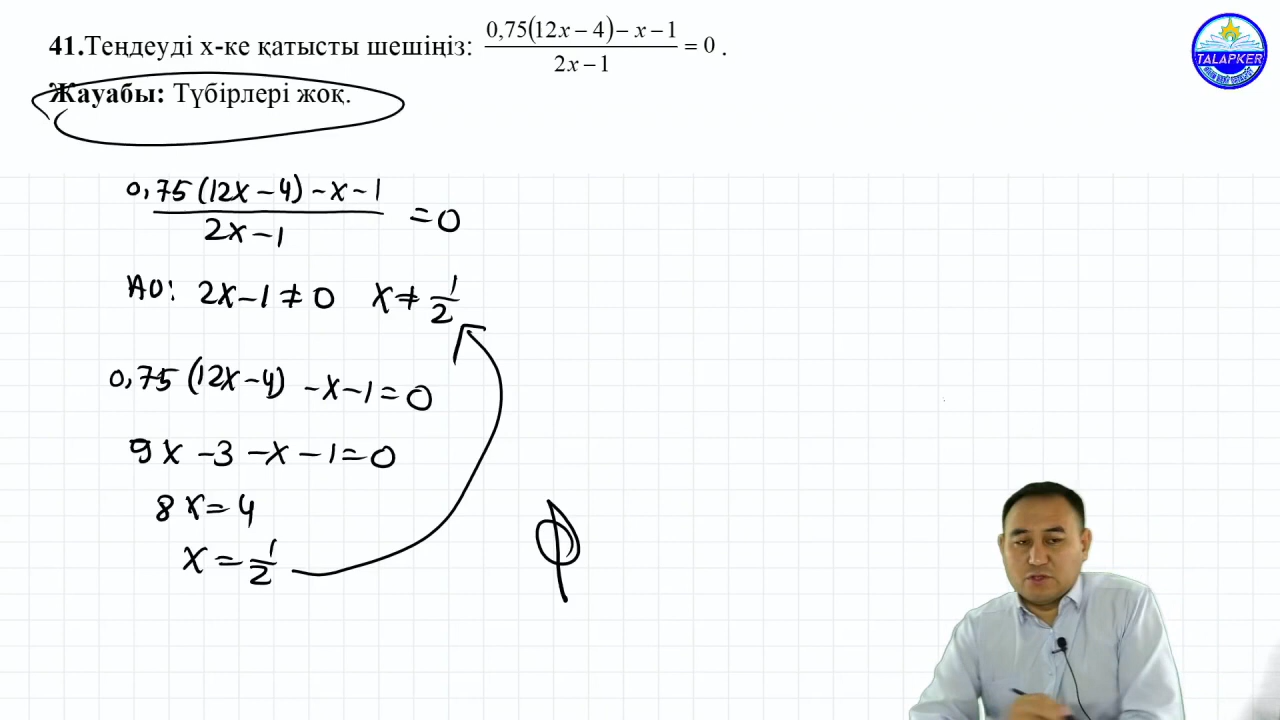 41.Теңдеуді х-ке қатысты шешіңіз: (0,75(12x – 4) – x – 1)/(2x – 1) = 0 .
TALAPKER
Жауабы: Түбірлері жоқ.
(0,75(12x – 4) – x – 1)/(2x – 1) = 0
АО: 2x – 1 ≠ 0 x ≠ 1/2
0,75(12x – 4) – x – 1 = 0
9x – 3 – x – 1 = 0
8x = 4
x = 1/2
∅